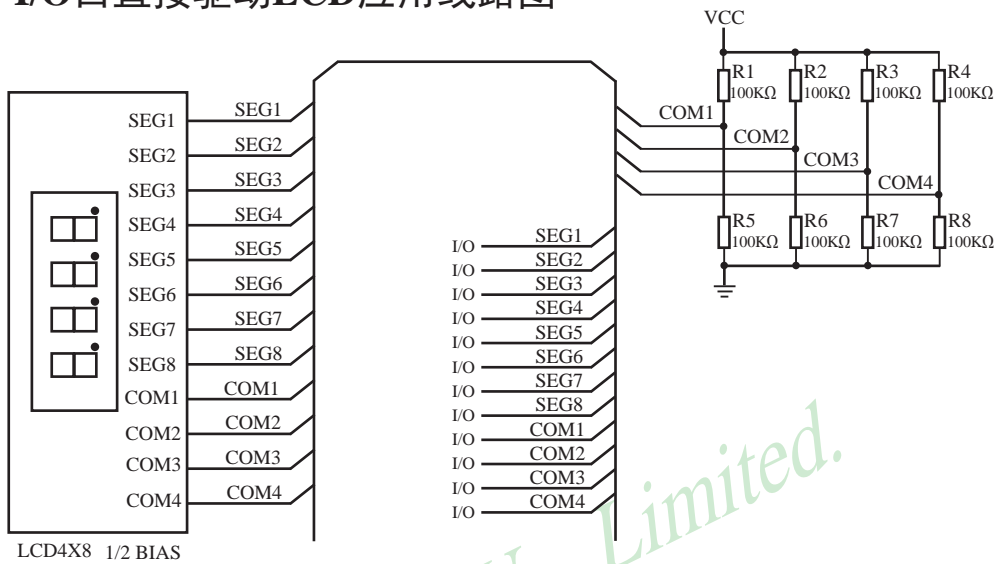 I/O口直接驱动LCD应用线路图
VCC
R1
100KΩ
R2
100KΩ
R3
100KΩ
R4
100KΩ
COM1
COM2
COM3
COM4
R5
100KΩ
R6
100KΩ
R7
100KΩ
R8
100KΩ
SEG1 SEG1
SEG2 SEG2
SEG3 SEG3
SEG4 SEG4
SEG5 SEG5
SEG6 SEG6
SEG7 SEG7
SEG8 SEG8
COM1 COM1
COM2 COM2
COM3 COM3
COM4 COM4
I/O SEG1
I/O SEG2
I/O SEG3
I/O SEG4
I/O SEG5
I/O SEG6
I/O SEG7
I/O SEG8
I/O COM1
I/O COM2
I/O COM3
I/O COM4
LCD4X8 1/2 BIAS
Limited.